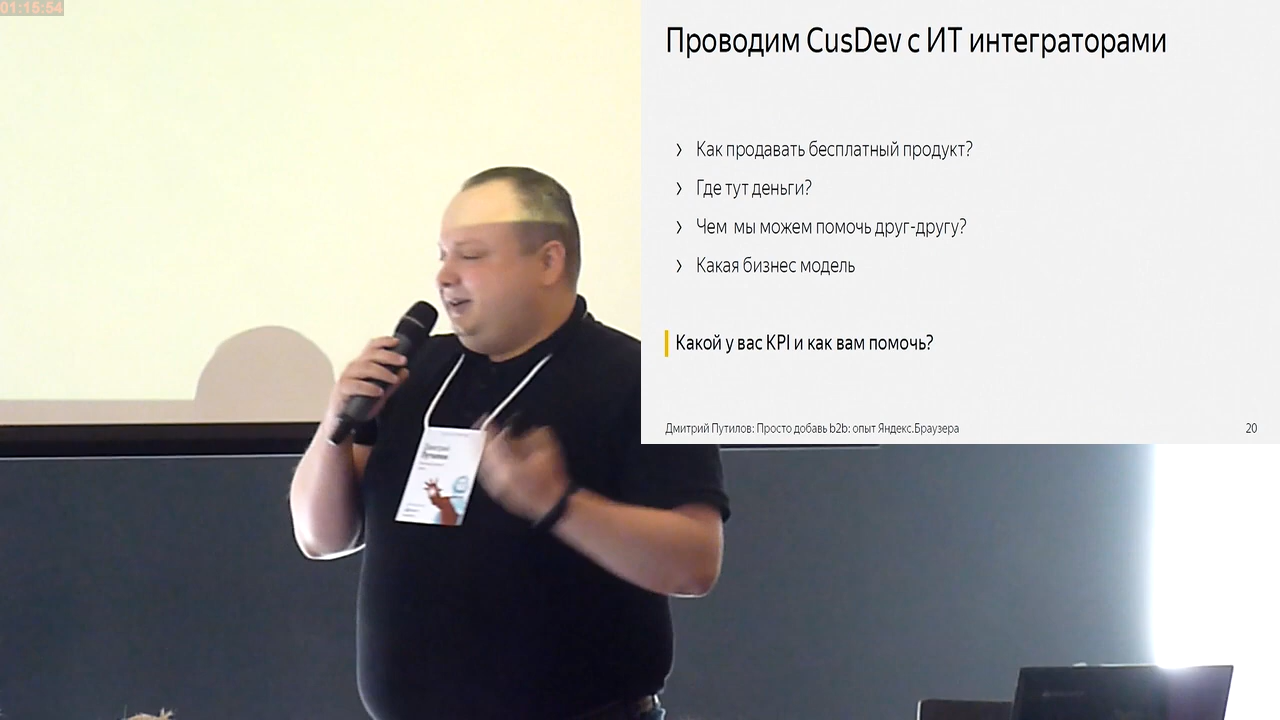 01:15:54
Проводим CusDev с ИТ интеграторами
› Как продавать бесплатный продукт?
› Где тут деньги?
› Чем мы можем помочь друг-другу?
› Какая бизнес модель
Какой у вас KPI и как вам помочь?
Дмитрий Путилов: Просто добавь b2b: опыт Яндекс.Браузера 20
Дмитрий
Путилов